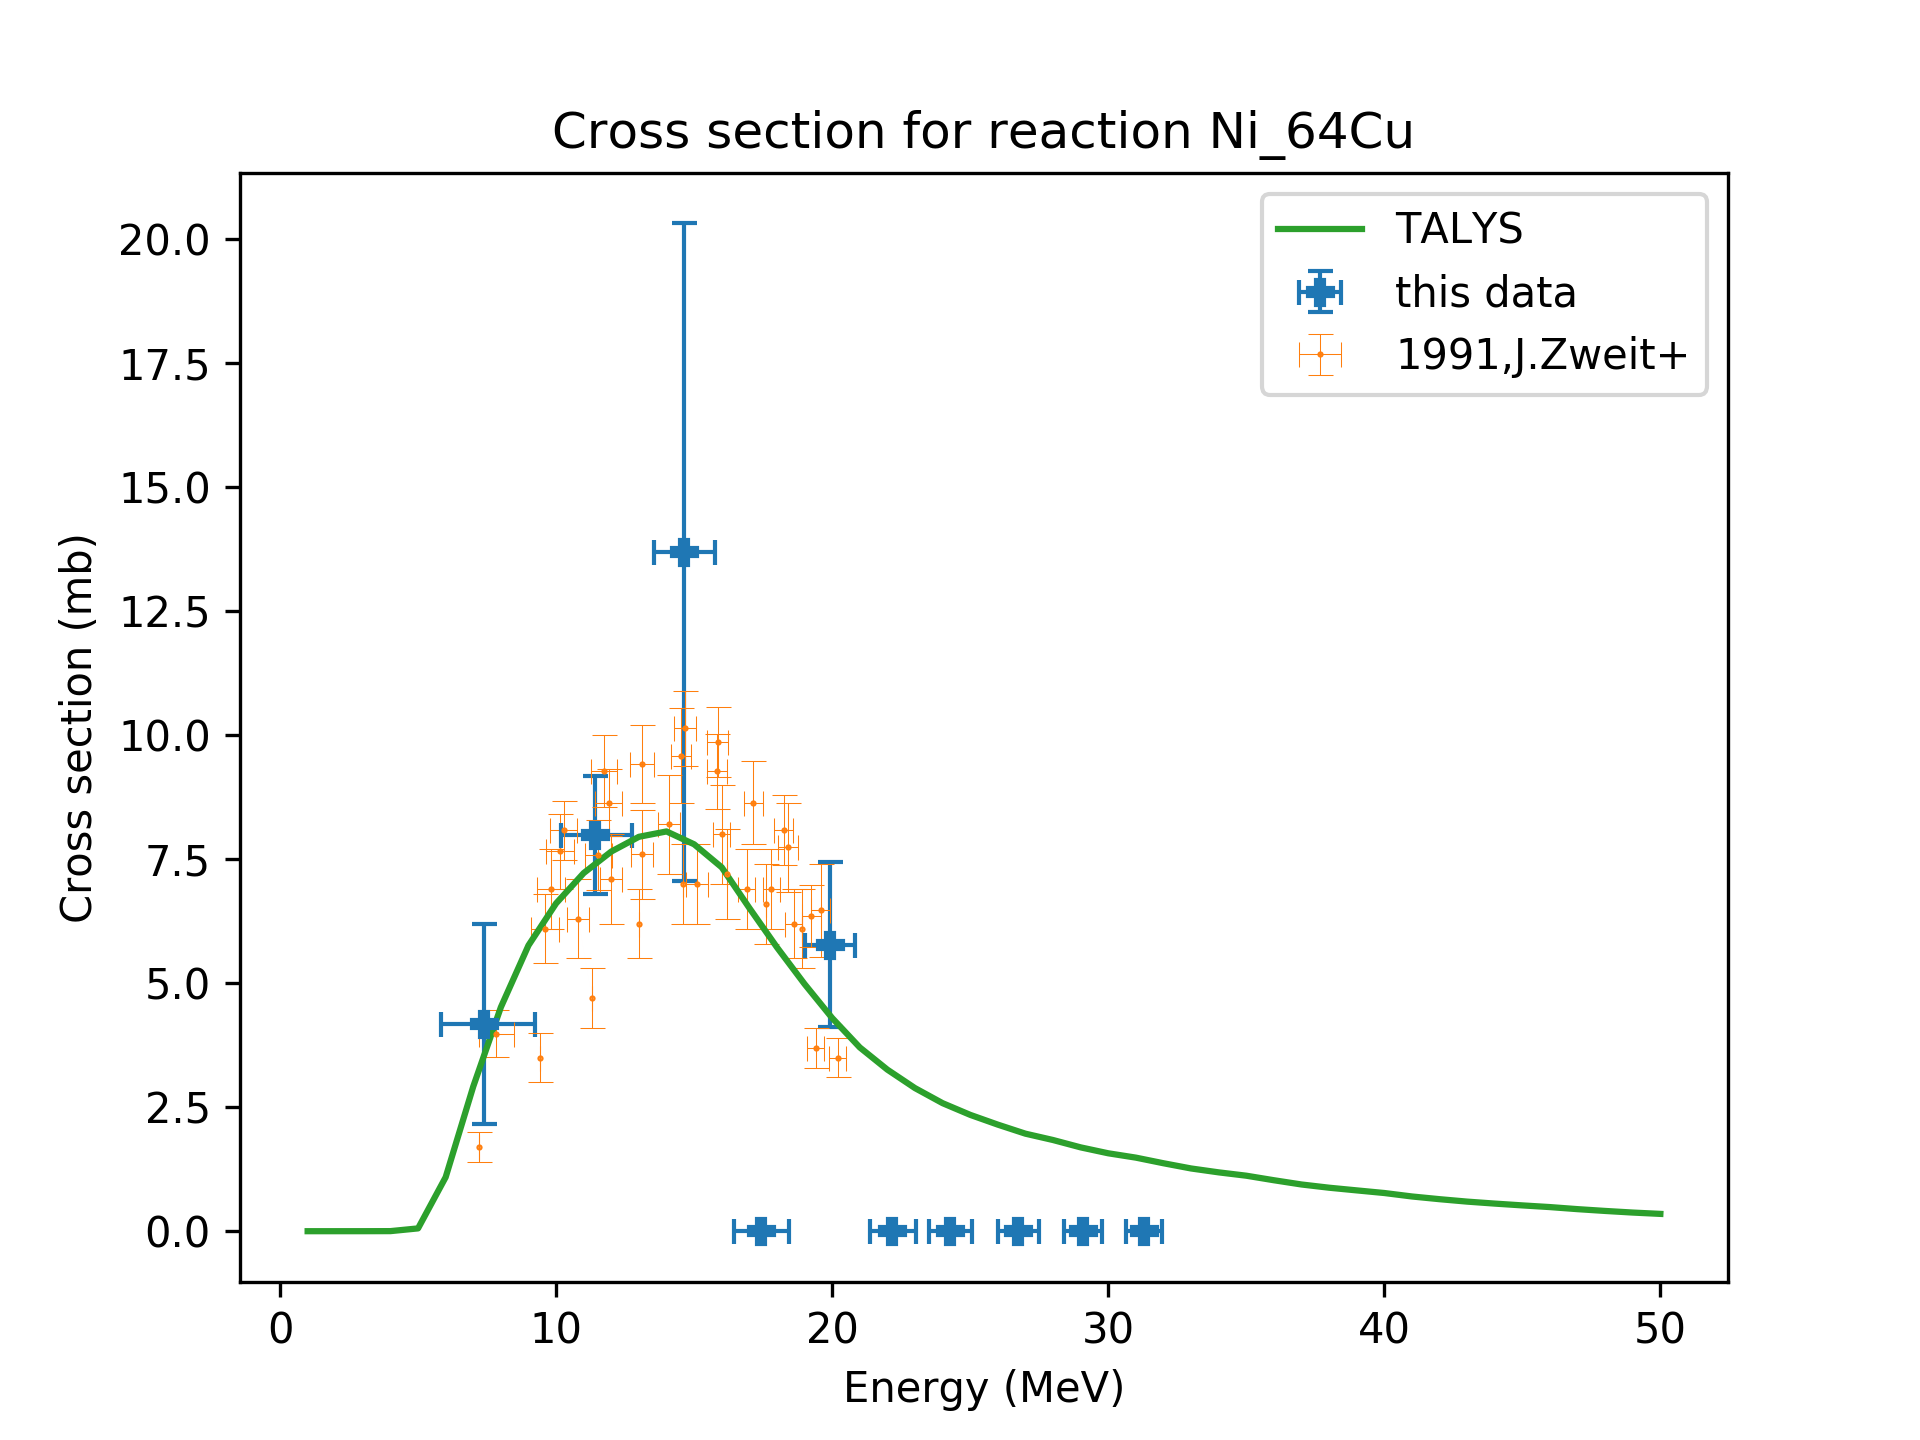 Cross section for reaction Ni_64Cu
TALYS
this data
1991,J.Zweit+
20.0
17.5
15.0
12.5
10.0
7.5
5.0
2.5
0.0
Cross section (mb)
0 10 20 30 40 50
Energy (MeV)